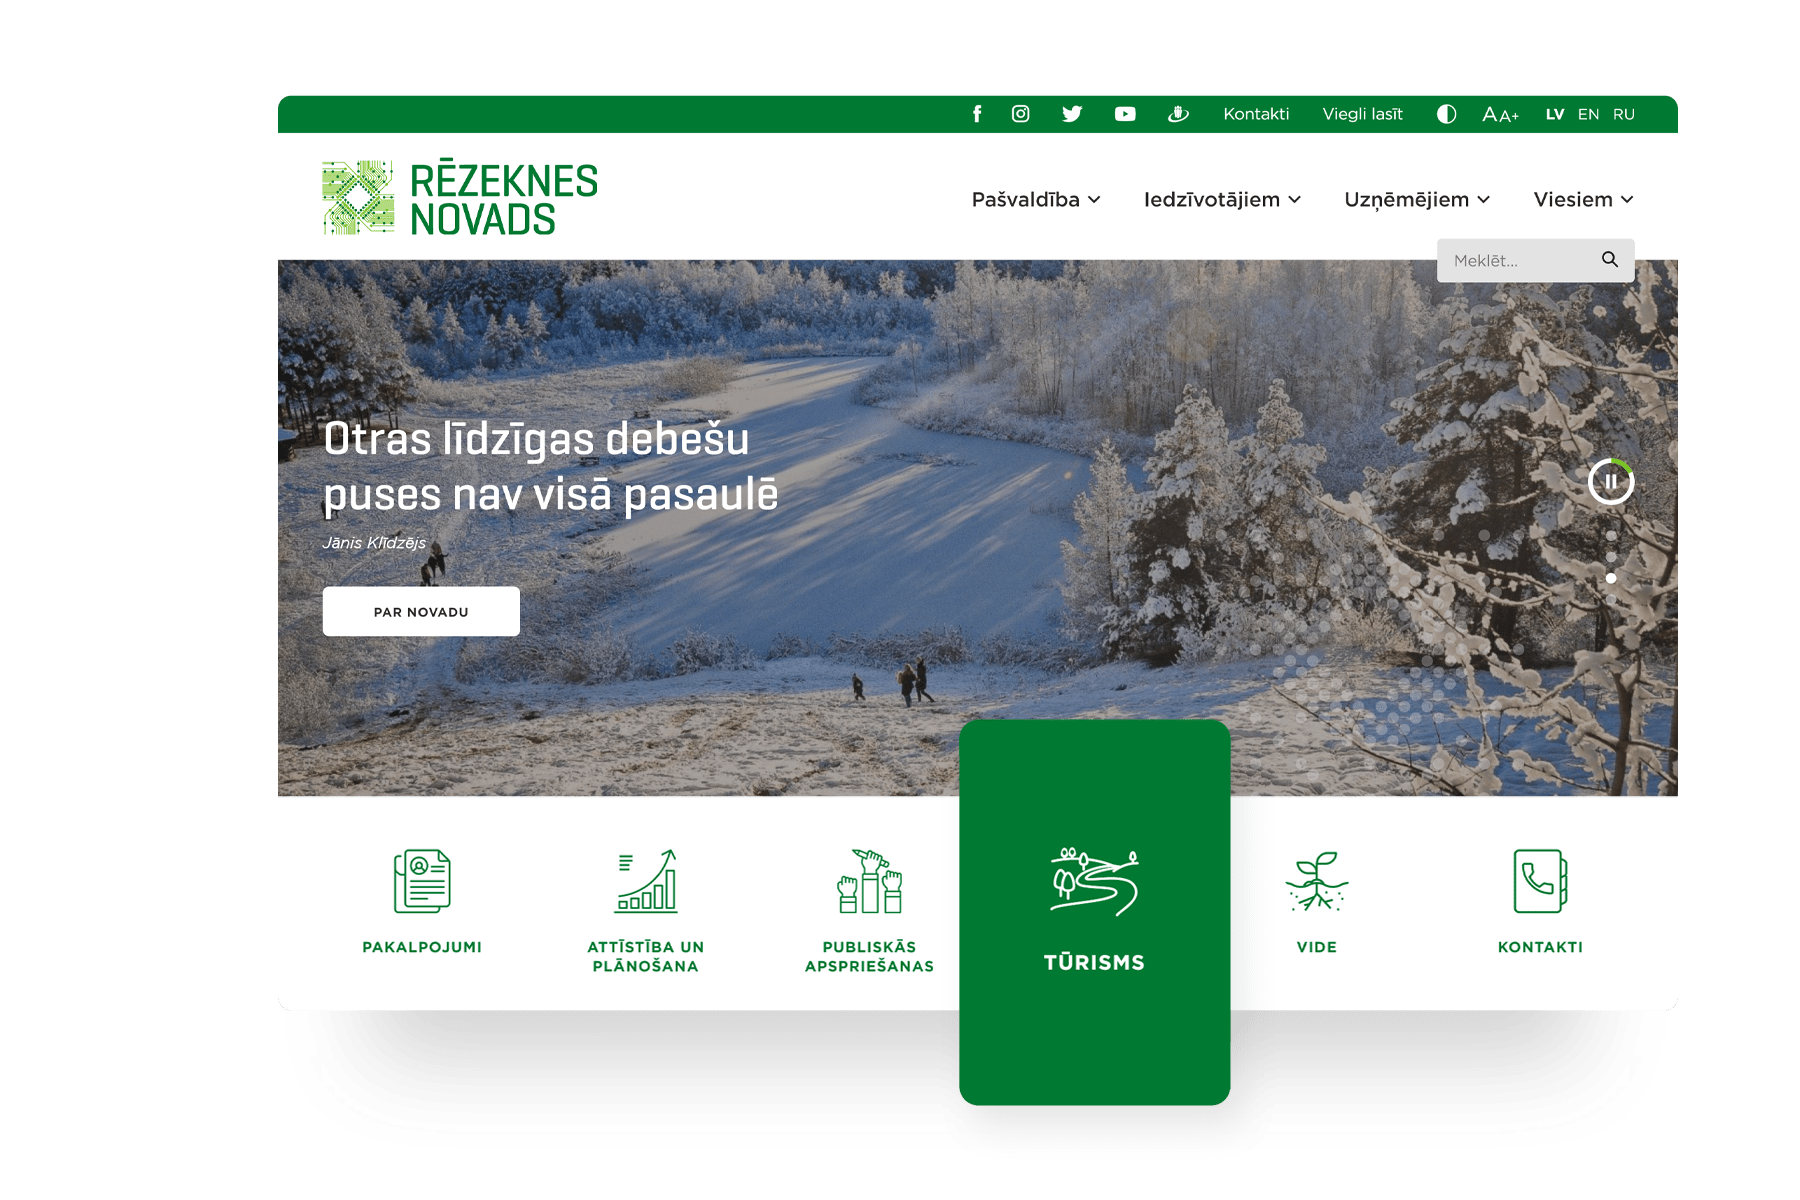 Kontakti Viegli lasīt AA+ LV EN RU
RĒZEKNES
NOVADS
Pašvaldība Iedzīvotājiem Uzņēmējiem Viesiem
Meklēt...
Otras līdzīgas debešu
puses nav visā pasaulē
Jānis Klīdzējs
PAR NOVADU
PAKALPOJUMI
ATTĪSTĪBA UN
PLĀNOŠANA
PUBLISKĀS
APSPRIEŠANAS
TŪRISMS
VIDE
KONTAKTI